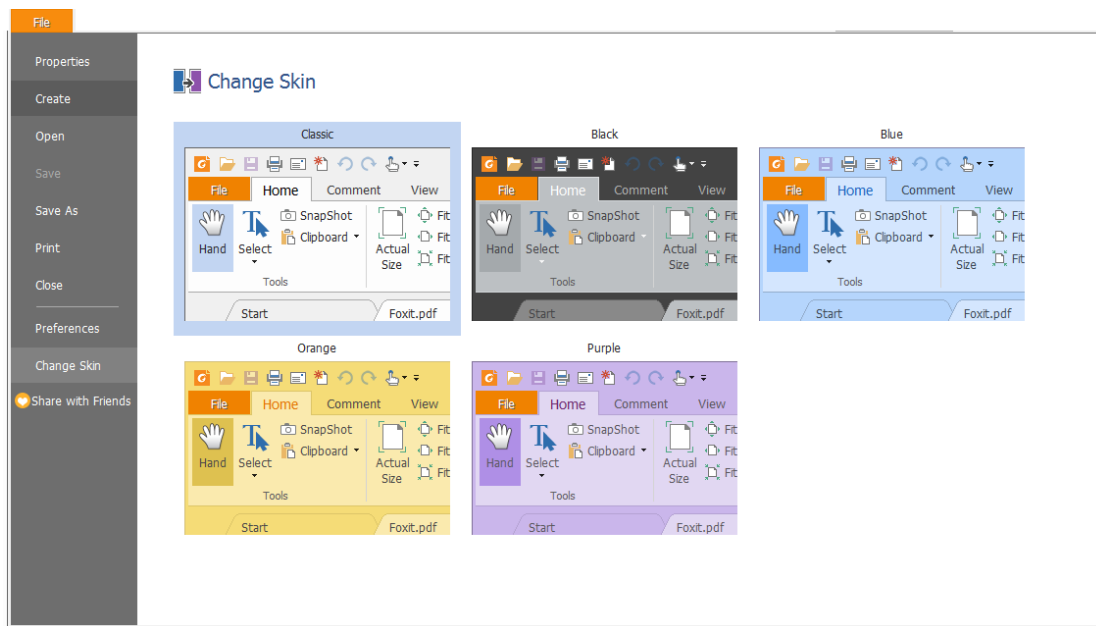 File
Properties
Create
Open
Save
Save As
Print
Close
Preferences
Change Skin
Share with Friends
Change Skin
Classic
File Home Comment View
Hand Select SnapShot Clipboard Actual Size Fit Fit Fit
Tools
Start Foxit.pdf
Black
File Home Comment View
Hand Select SnapShot Clipboard Actual Size Fit Fit Fit
Tools
Start Foxit.pdf
Blue
File Home Comment View
Hand Select SnapShot Clipboard Actual Size Fit Fit Fit
Tools
Start Foxit.pdf
Orange
File Home Comment View
Hand Select SnapShot Clipboard Actual Size Fit Fit Fit
Tools
Start Foxit.pdf
Purple
File Home Comment View
Hand Select SnapShot Clipboard Actual Size Fit Fit Fit
Tools
Start Foxit.pdf